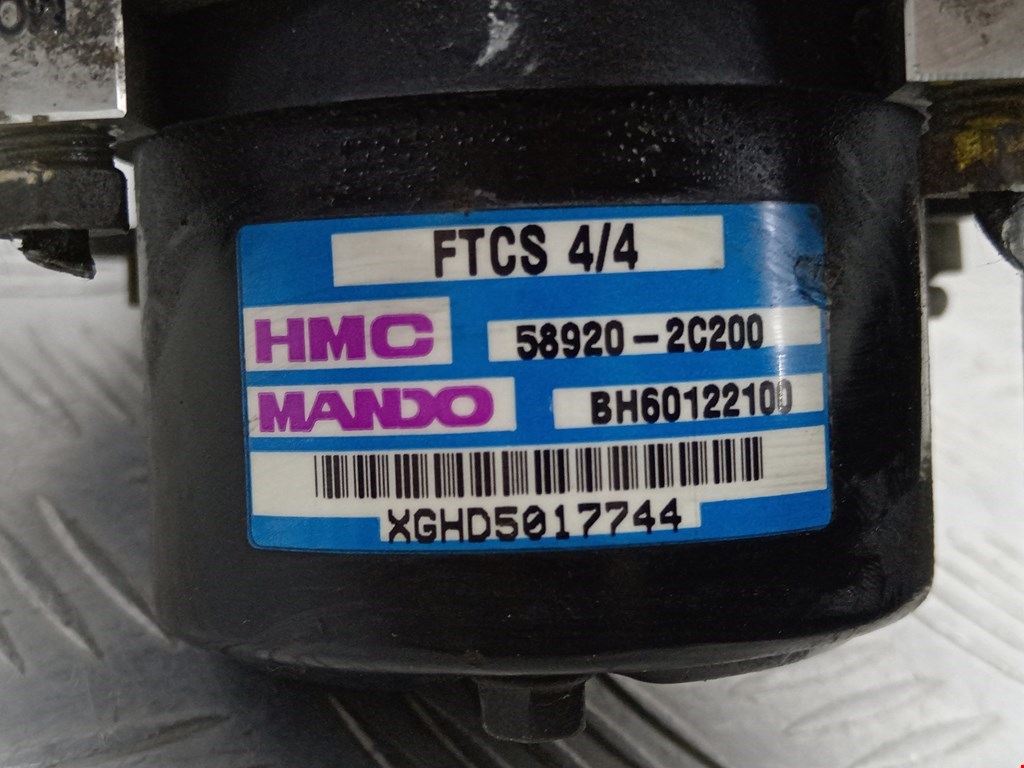 FTCS 4/4
HMC 58920-2C200
MANDO BH60122100
XGHD5017744